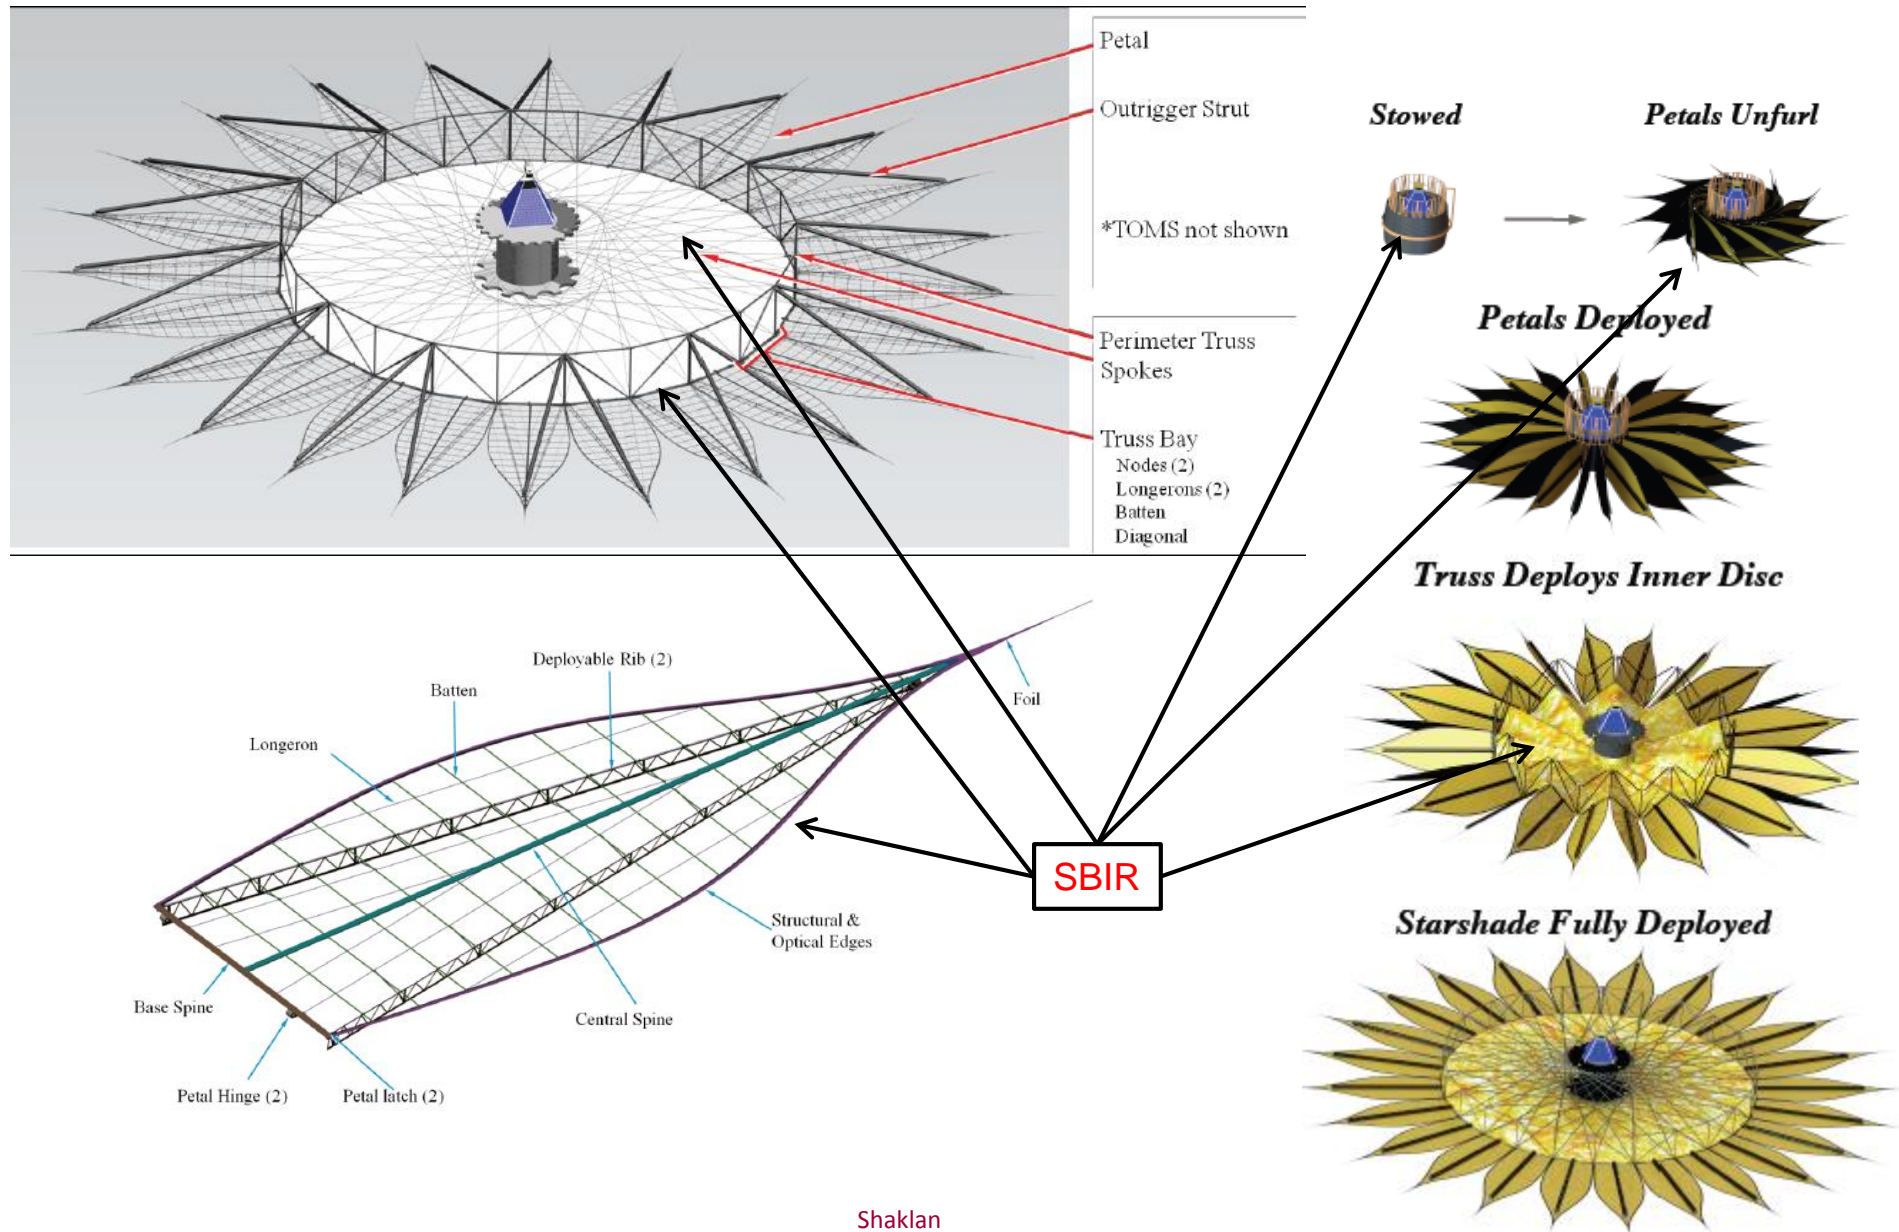 Petal
Outrigger Strut
*TOMS not shown
Perimeter Truss
Spokes
Truss Bay
Nodes (2)
Longerons (2)
Batten
Diagonal
Stowed
Petals Unfurl
Petals Deployed
Truss Deploys Inner Disc
Starshade Fully Deployed
Deployable Rib (2)
Batten
Longeron
Foil
SBIR
Structural &
Optical Edges
Base Spine
Central Spine
Petal Hinge (2)
Petal latch (2)
Shaklan